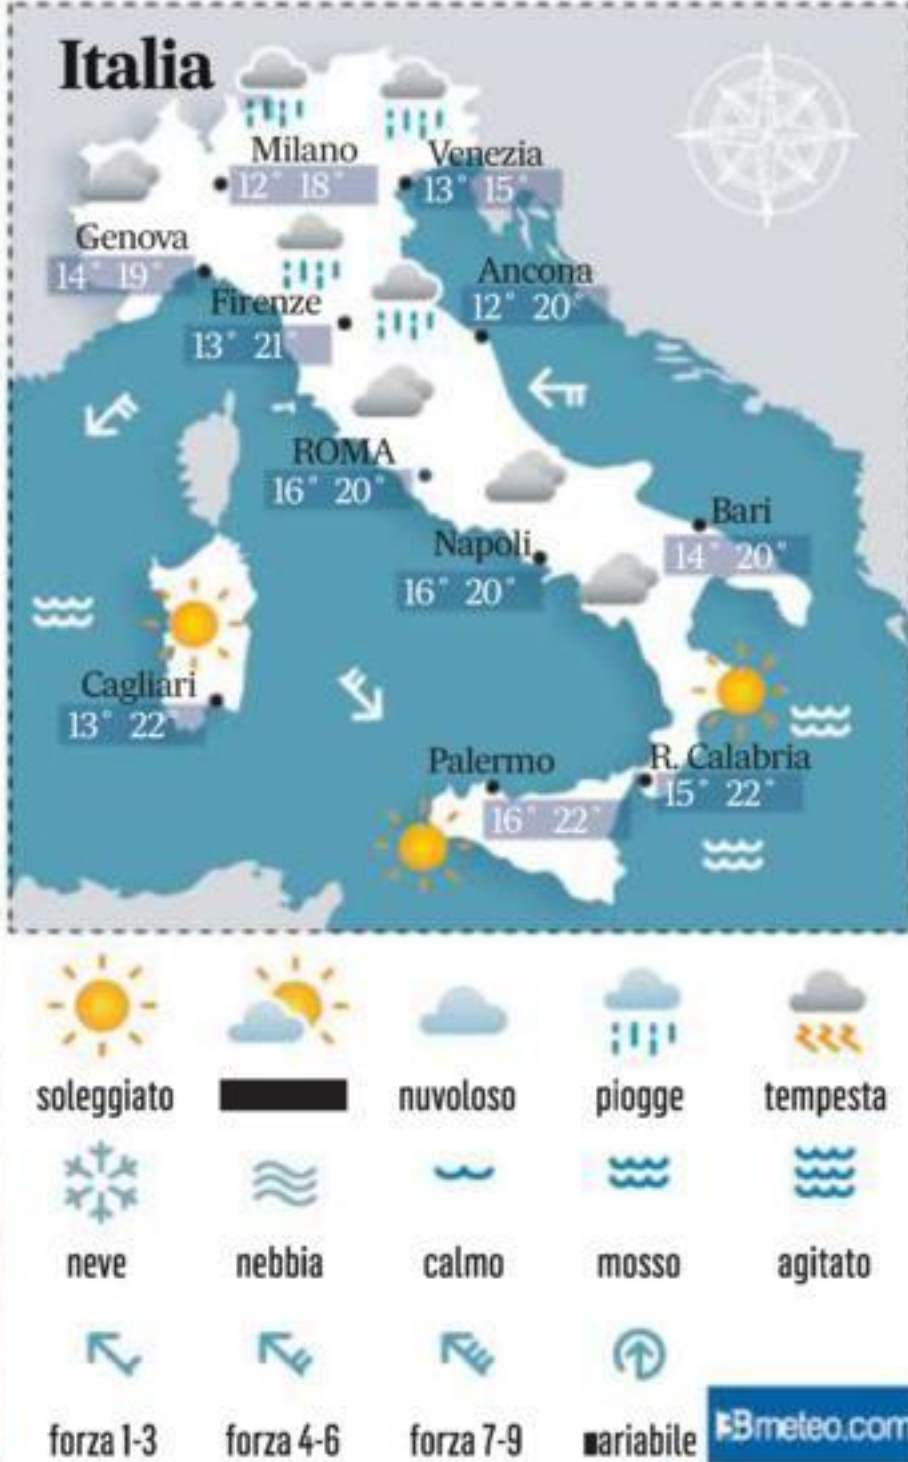 Italia
Milano
12° 18°
Venezia
13° 15°
Genova
14° 19°
Ancona
12° 20°
Firenze
13° 21°
ROMA
16° 20°
Bari
14° 20°
Napoli
16° 20°
Cagliari
13° 22°
Palermo
16° 22°
R. Calabria
15° 22°
soleggiato
nuvoloso
piogge
tempesta
neve
nebbia
calmo
mosso
agitato
forza 1-3
forza 4-6
forza 7-9
ariabile
3Bmeteo.com